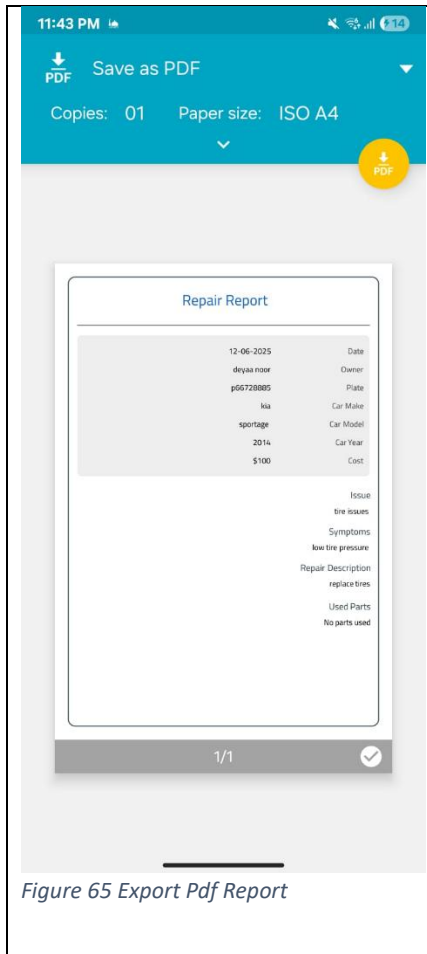 11:43 PM 14
PDF Save as PDF
Copies: 01 Paper size: ISO A4
PDF
Repair Report
12-06-2025 Date
deyaa noor Owner
p66728885 Plate
kia Car Make
sportage Car Model
2014 Car Year
$100 Cost
Issue
tire issues
Symptoms
low tire pressure
Repair Description
replace tires
Used Parts
No parts used
1/1
Figure 65 Export Pdf Report